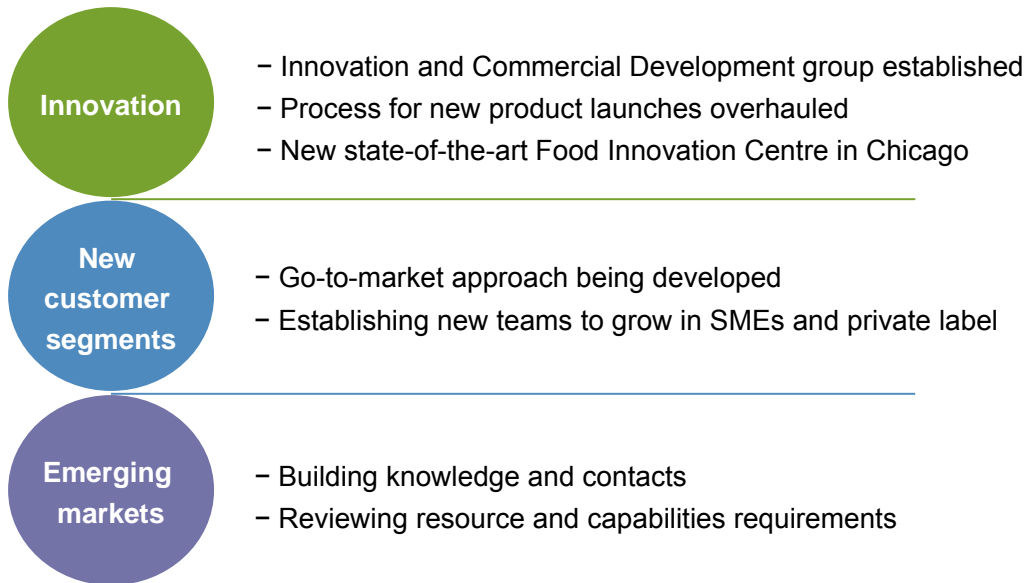 Innovation
− Innovation and Commercial Development group established
− Process for new product launches overhauled
− New state-of-the-art Food Innovation Centre in Chicago
New
customer
segments
− Go-to-market approach being developed
− Establishing new teams to grow in SMEs and private label
Emerging
markets
− Building knowledge and contacts
− Reviewing resource and capabilities requirements